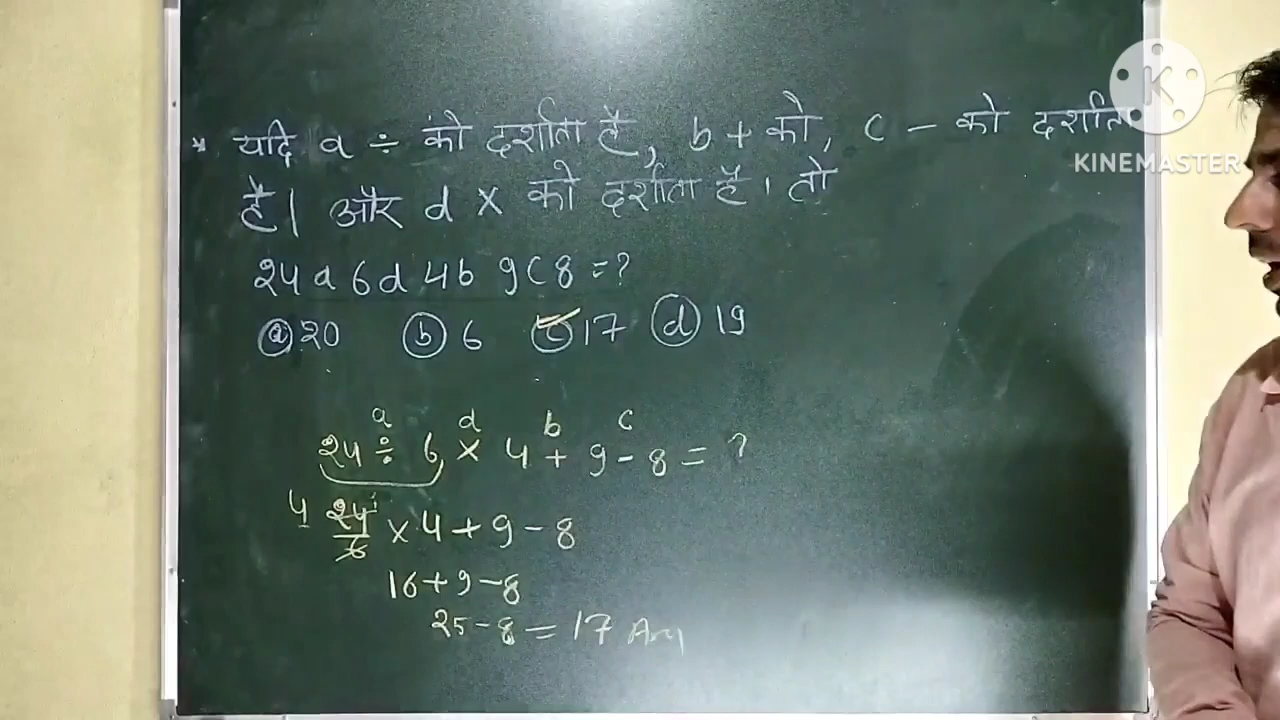 * यदि a ÷ को दर्शाता है, b + को, c – को दर्शाता
है। और d × को दर्शाता है। तो
24 a 6 d 4 b 9 c 8 = ?
(a) 20 (b) 6 (c) 17 (d) 19
a d b c
24 ÷ 6 × 4 + 9 - 8 = ?
4 24/6 × 4 + 9 - 8
16 + 9 - 8
25 - 8 = 17 Ans
K
KINEMASTER